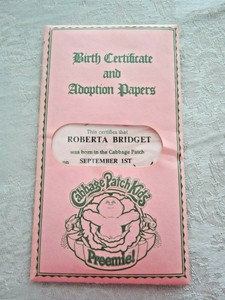 Birth Certificate
and
Adoption Papers
This certifies that
ROBERTA BRIDGET
was born in the Cabbage Patch
SEPTEMBER 1ST
Cabbage Patch Kids
Preemie!